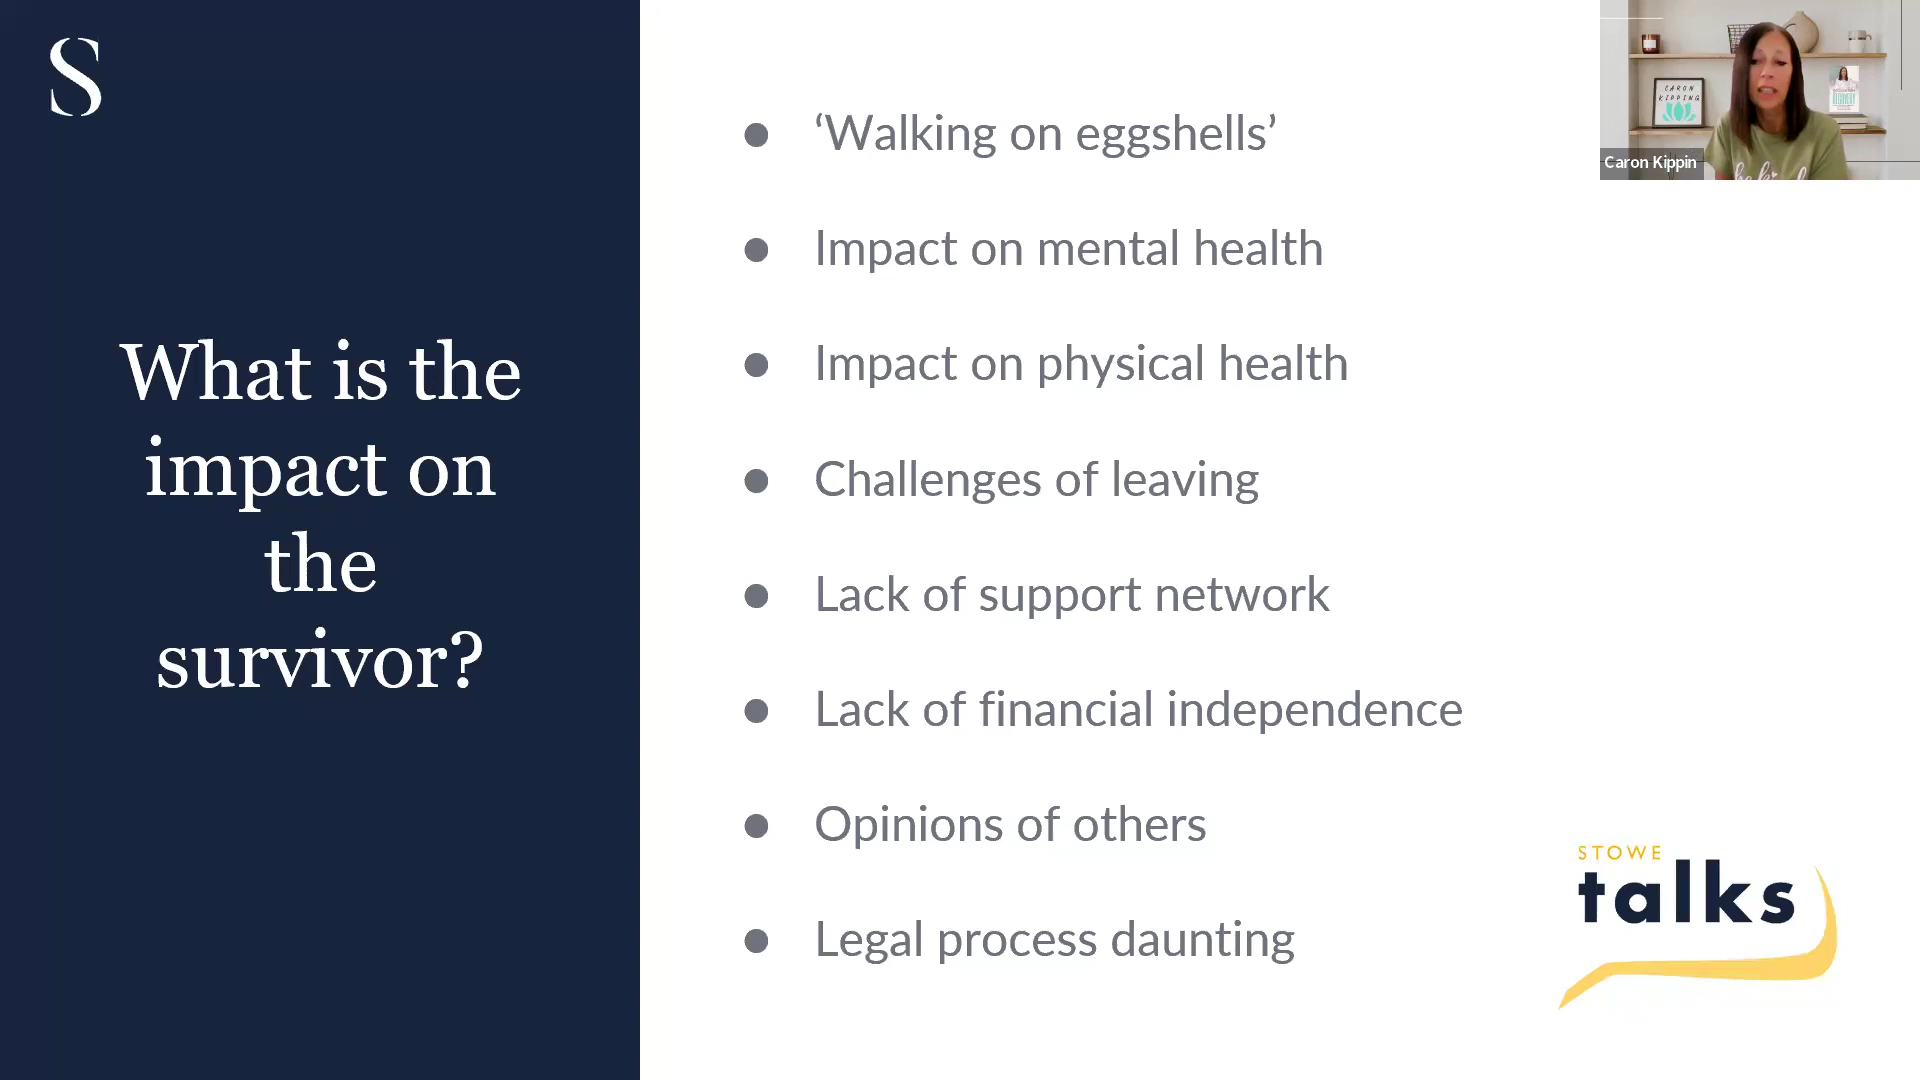 S
What is the
impact on
the
survivor?
‘Walking on eggshells’
Impact on mental health
Impact on physical health
Challenges of leaving
Lack of support network
Lack of financial independence
Opinions of others
Legal process daunting
CARON
KIPPING
Caron Kippin
STOWE
talks